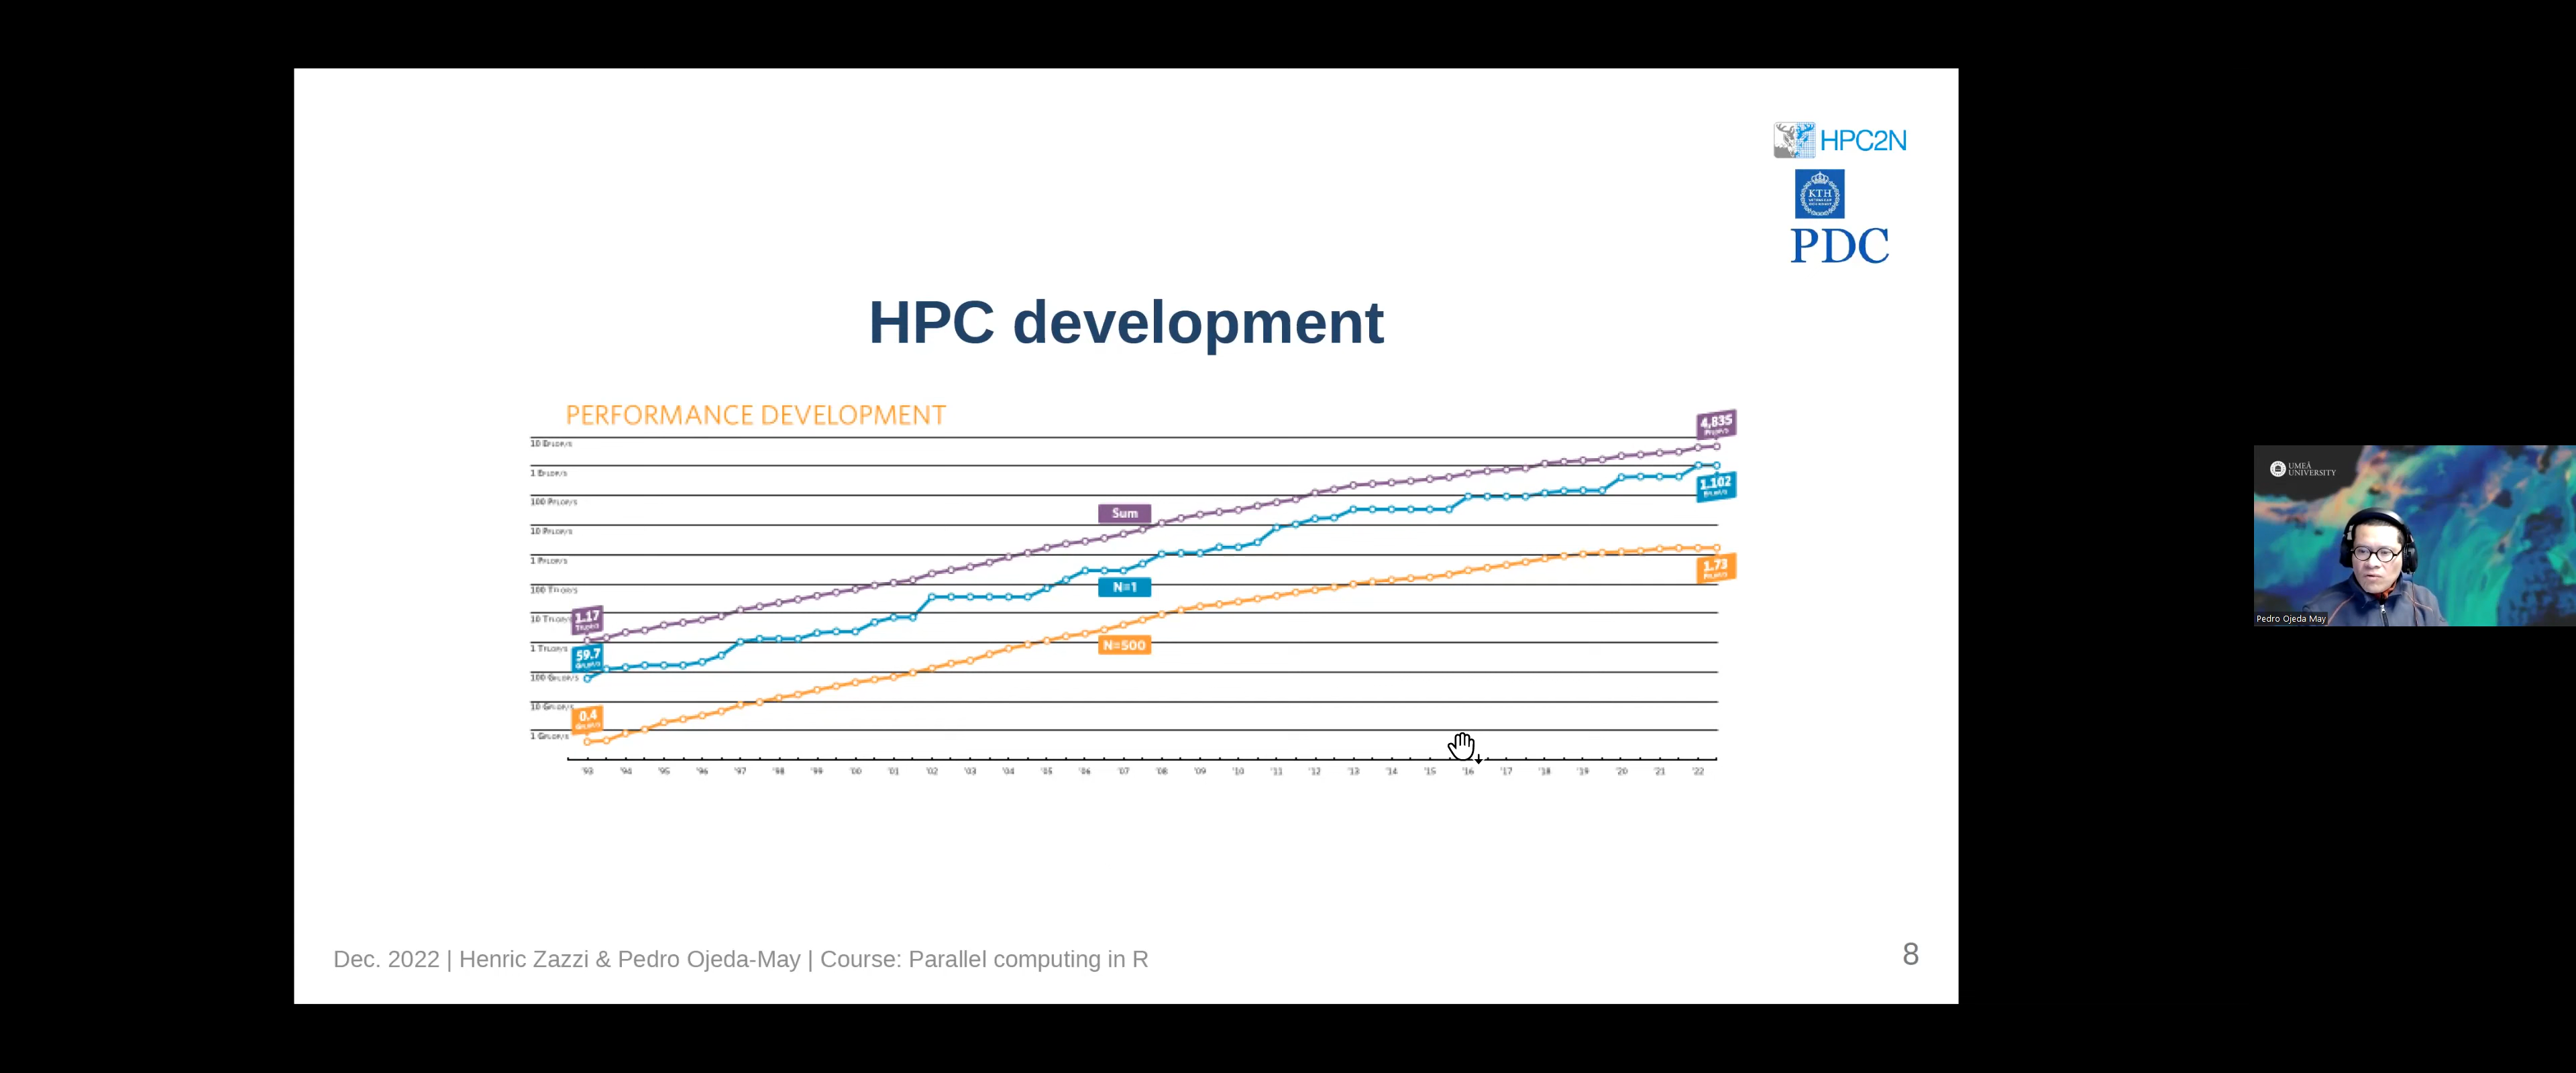 HPC2N
KTH
PDC
HPC development
PERFORMANCE DEVELOPMENT
4,835
10 EFLOP/S
1 EFLOP/S
1.102
100 PFLOP/S
Sum
10 PFLOP/S
1 PFLOP/S
1.73
100 TFLOP/S
N=1
1.17
TFLOP/S
10 TFLOP/S
N=500
1 TFLOP/S
59.7
GFLOP/S
100 GFLOP/S
10 GFLOP/S
0.4
GFLOP/S
1 GFLOP/S
'93 '94 '95 '96 '97 '98 '99 '00 '01 '02 '03 '04 '05 '06 '07 '08 '09 '10 '11 '12 '13 '14 '15 '16 '17 '18 '19 '20 '21 '22
Dec. 2022 | Henric Zazzi & Pedro Ojeda-May | Course: Parallel computing in R
8
UMEÅ
UNIVERSITY
Pedro Ojeda May